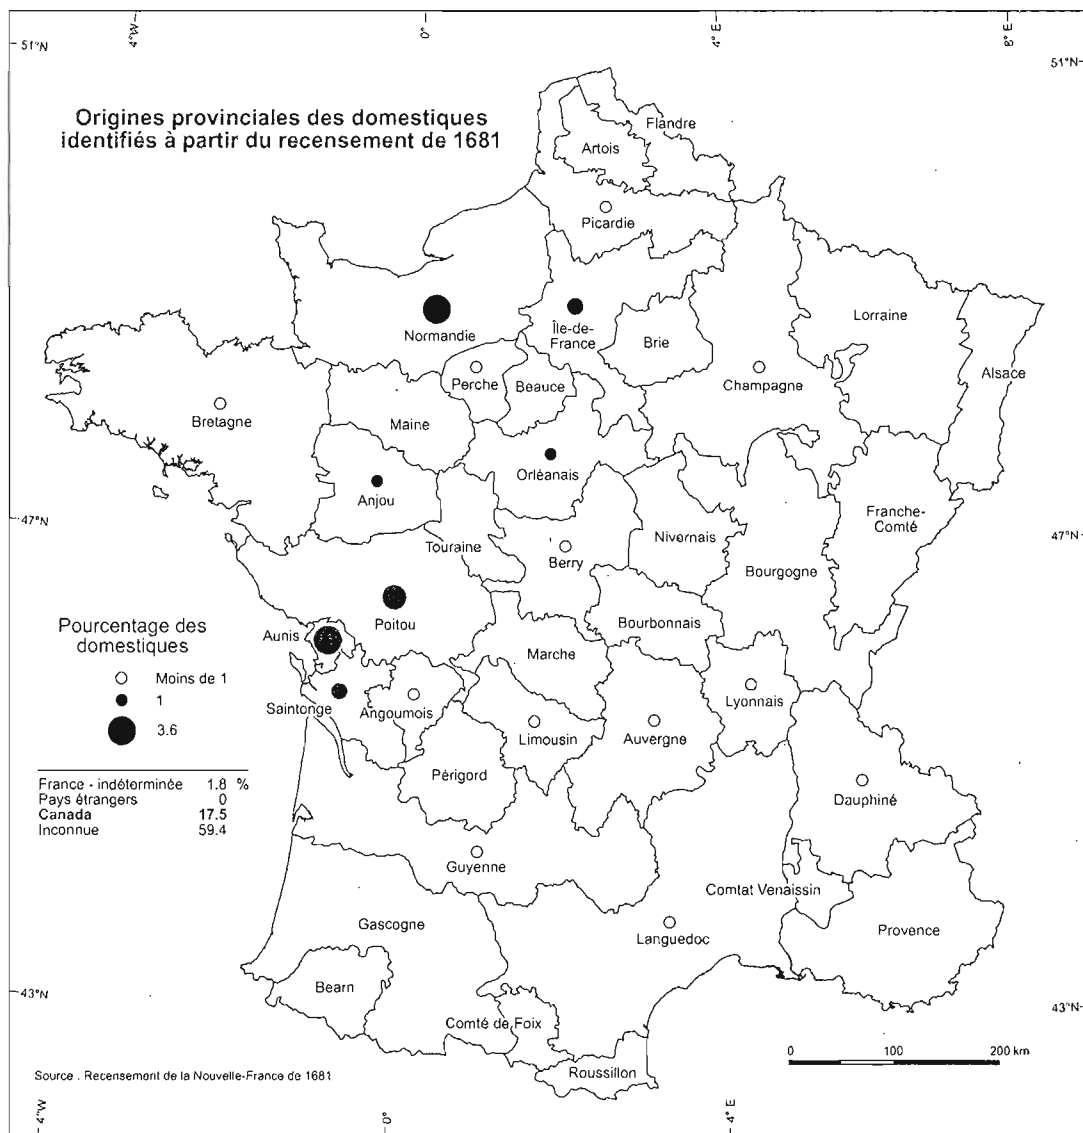 4°W
0°
4°E
8°E
51°N
51°N
Origines provinciales des domestiques
identifiés à partir du recensement de 1681
Flandre
Artois
Picardie
Normandie
Île-de-
France
Brie
Lorraine
Alsace
Perche
Beauce
Champagne
Bretagne
Maine
Orléanais
Anjou
47°N
Franche-
Comté
47°N
Touraine
Berry
Nivernais
Bourgogne
Poitou
Aunis
Bourbonnais
Marche
Pourcentage des
domestiques
Moins de 1
1
3.6
Saintonge
Angoumois
Limousin
Auvergne
Lyonnais
Périgord
Dauphiné
France - indéterminée 1.8 %
Pays étrangers 0
Canada 17.5
Inconnue 59.4
Guyenne
Comtat Venaissin
Gascogne
Languedoc
Provence
Bearn
43°N
43°N
Comté de Foix
Roussillon
0 100 200 km
Source . Recensement de la Nouvelle-France de 1681
4°W
0°
4°E